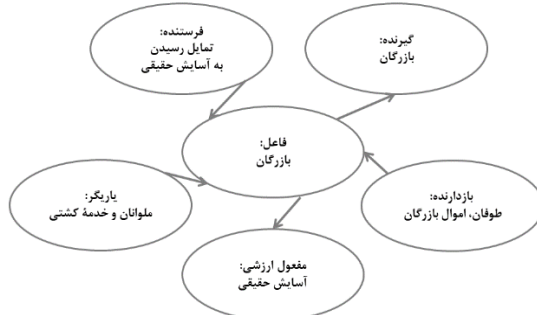 فرستنده:
تمایل رسیدن
به آسایش حقیقی
گیرنده:
بازرگان
فاعل:
بازرگان
یاریگر:
ملوانان و خدمهٔ کشتی
بازدارنده:
طوفان، اموال بازرگان
مفعول ارزشی:
آسایش حقیقی